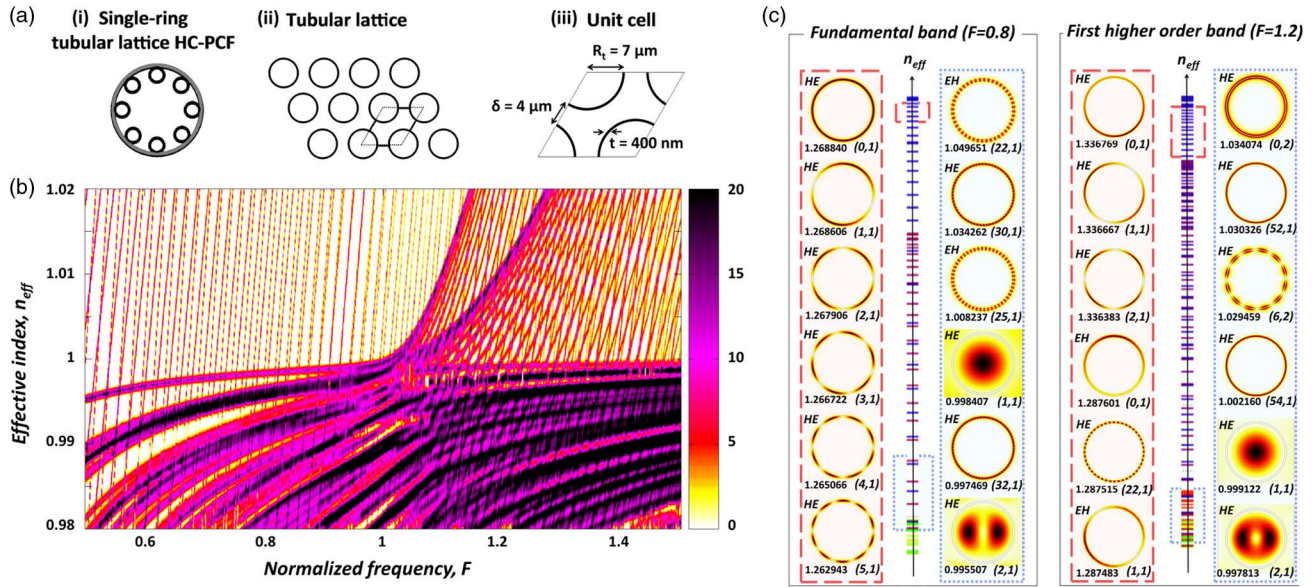 (a)
(i) Single-ring
tubular lattice HC-PCF
(ii) Tubular lattice
(iii) Unit cell
Rt = 7 μm
δ = 4 μm
t = 400 nm
(b)
Effective index, neff
1.02
1.01
1
0.99
0.98
0.6
0.8
1
1.2
1.4
Normalized frequency, F
20
15
10
5
0
(c)
Fundamental band (F=0.8)
neff
HE
1.268840 (0,1)
HE
1.268606 (1,1)
HE
1.267906 (2,1)
HE
1.266722 (3,1)
HE
1.265066 (4,1)
HE
1.262943 (5,1)
EH
1.049651 (22,1)
HE
1.034262 (30,1)
EH
1.008237 (25,1)
HE
0.998407 (1,1)
HE
0.997469 (32,1)
HE
0.995507 (2,1)
First higher order band (F=1.2)
neff
HE
1.336769 (0,1)
HE
1.336667 (1,1)
HE
1.336383 (2,1)
EH
1.287601 (0,1)
HE
1.287515 (22,1)
EH
1.287483 (1,1)
HE
1.034074 (0,2)
HE
1.030326 (52,1)
HE
1.029459 (6,2)
HE
1.002160 (54,1)
HE
0.999122 (1,1)
HE
0.997813 (2,1)